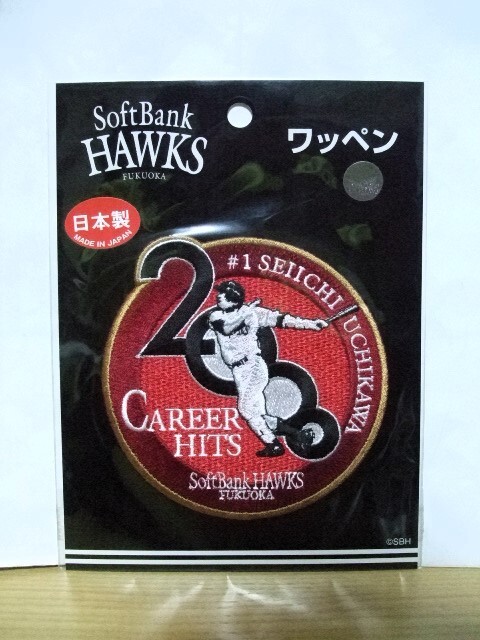 SoftBank
HAWKS
FUKUOKA
ワッペン
日本製
MADE IN JAPAN
#1 SEIICHI UCHIKAWA
2000
CAREER
HITS
SoftBank HAWKS
FUKUOKA
©SBH